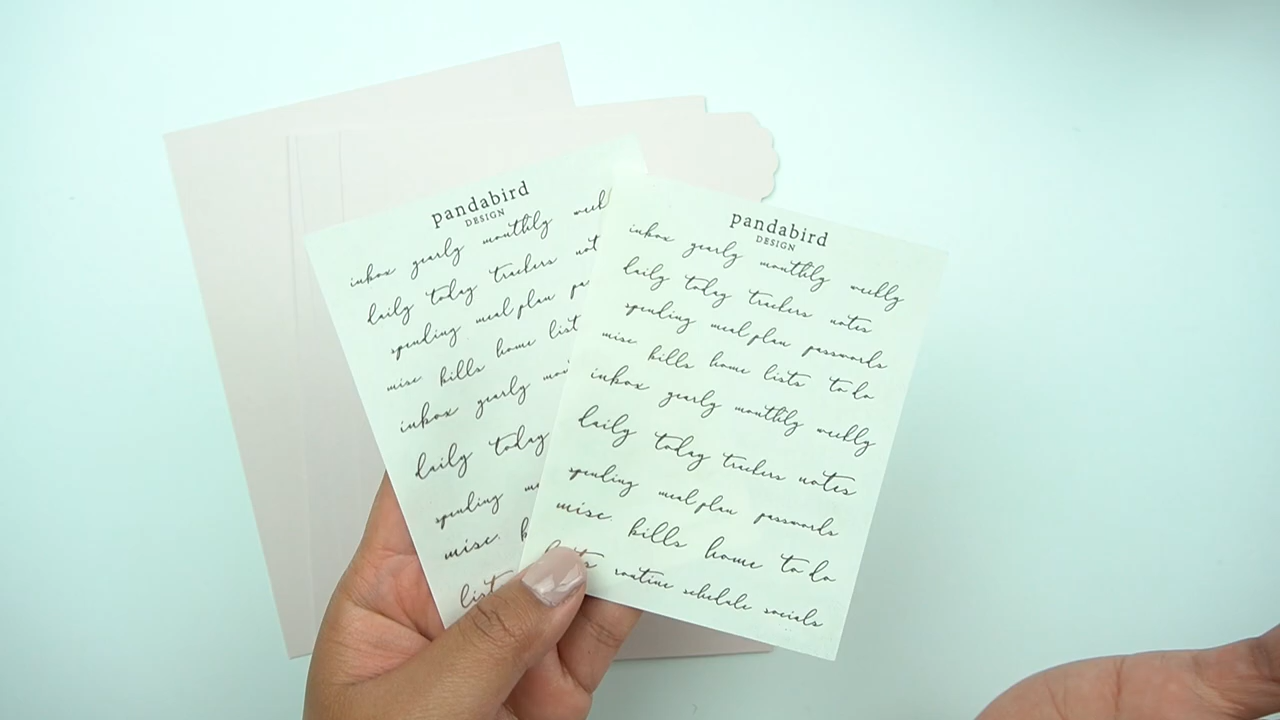 pandabird
DESIGN
inbox yearly monthly
daily today trackers
spending meal plan
misc bills home list
inbox yearly
daily today
spending
misc.
pandabird
DESIGN
inbox yearly monthly weekly
daily today trackers notes
spending meal plan passwords
misc bills home lists to do
inbox yearly monthly weekly
daily today trackers notes
spending meal plan passwords
misc. bills home to do
routine schedule socials